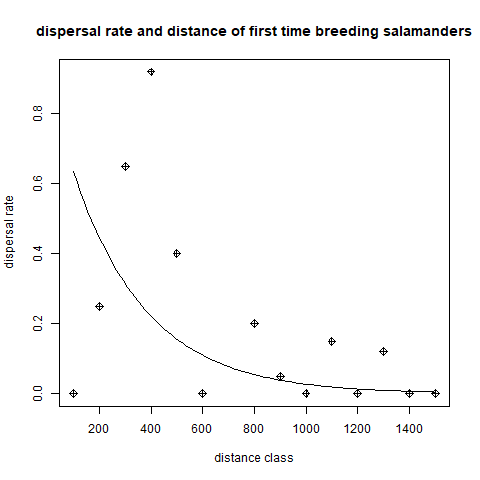 dispersal rate and distance of first time breeding salamanders
dispersal rate
0.8
0.6
0.4
0.2
0.0
200 400 600 800 1000 1200 1400
distance class